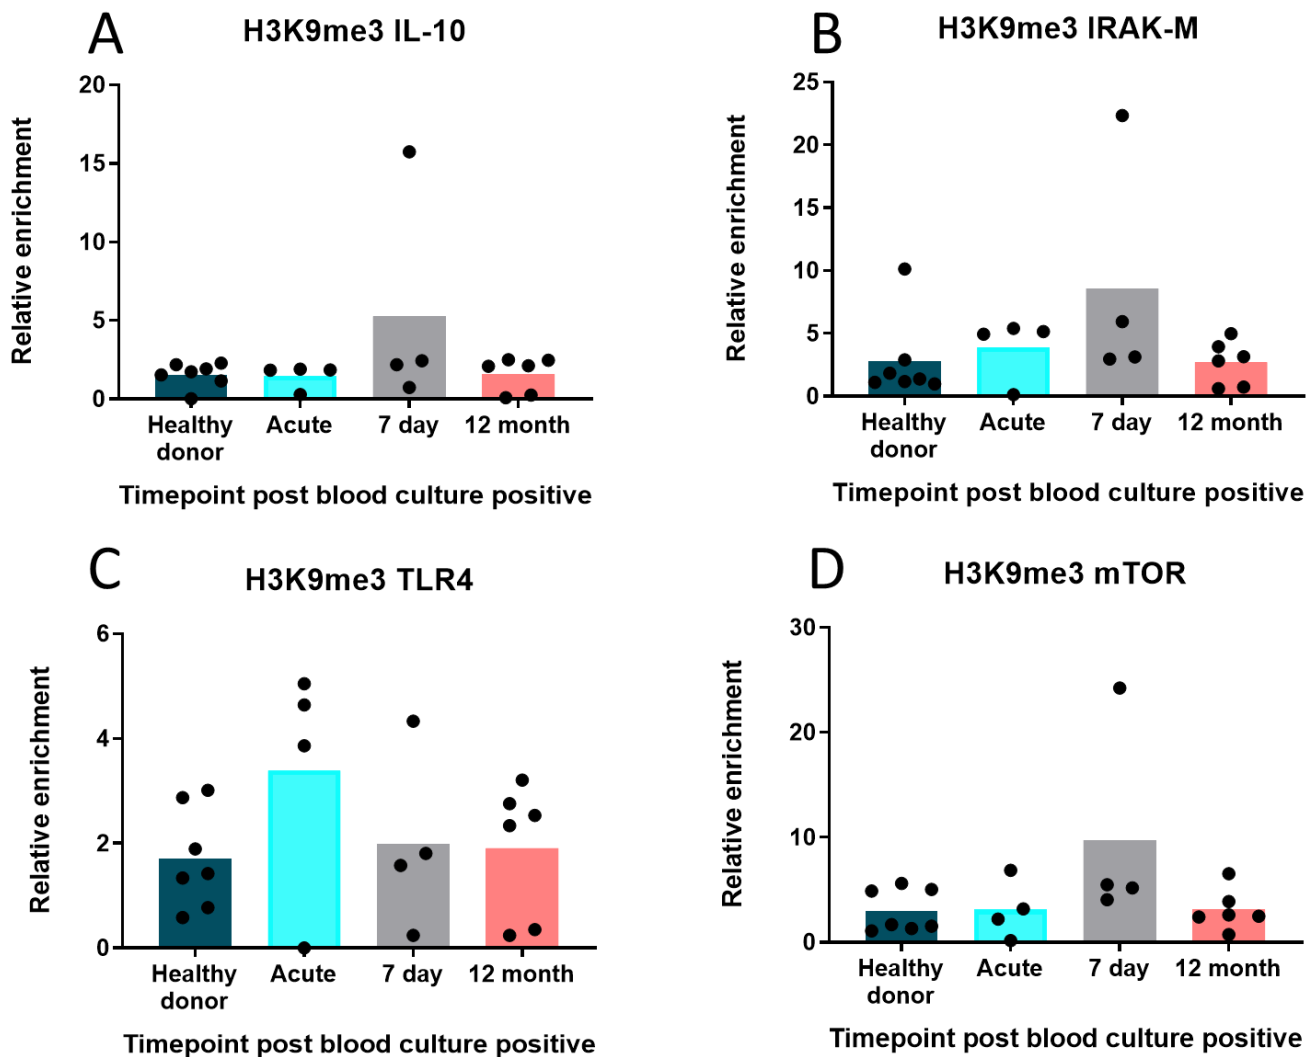 A
H3K9me3 IL-10
Relative enrichment
20
15
10
5
0
Healthy donor
Acute
7 day
12 month
Timepoint post blood culture positive
B
H3K9me3 IRAK-M
Relative enrichment
25
20
15
10
5
0
Healthy donor
Acute
7 day
12 month
Timepoint post blood culture positive
C
H3K9me3 TLR4
Relative enrichment
6
4
2
0
Healthy donor
Acute
7 day
12 month
Timepoint post blood culture positive
D
H3K9me3 mTOR
Relative enrichment
30
20
10
0
Healthy donor
Acute
7 day
12 month
Timepoint post blood culture positive